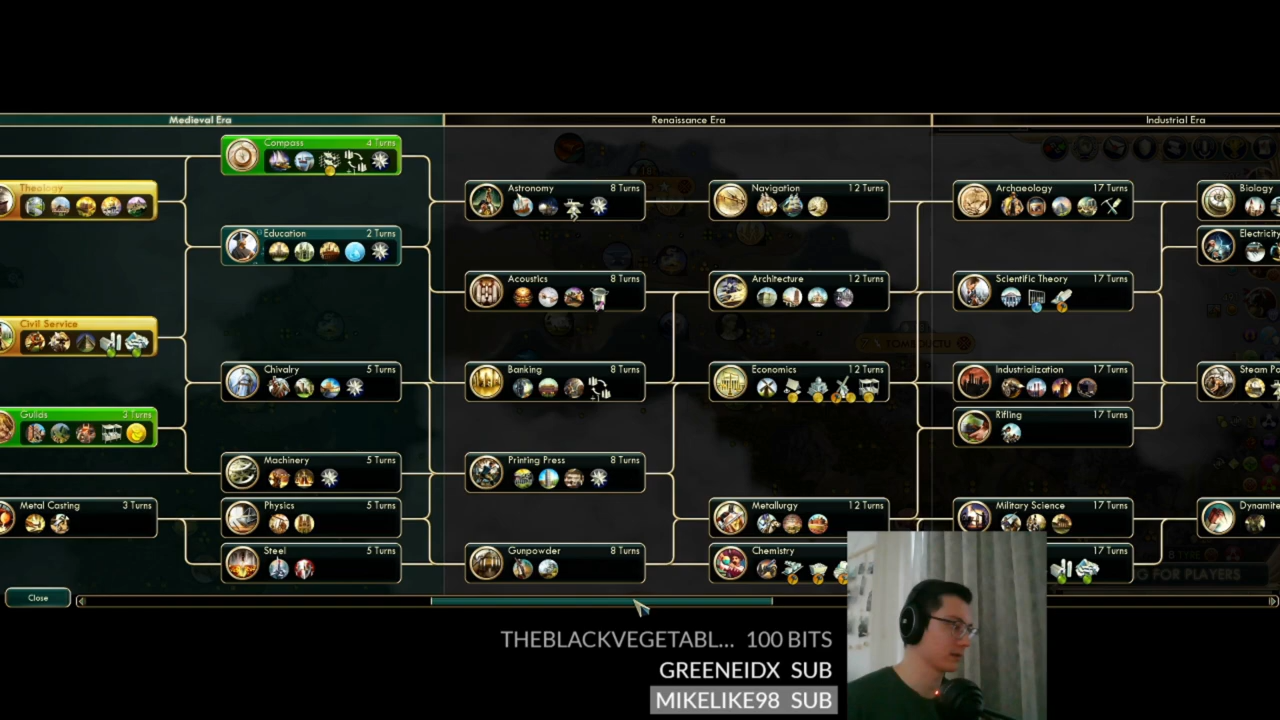 Medieval Era
Renaissance Era
Industrial Era
Compass 4 Turns
Theology
Astronomy 8 Turns
Navigation 12 Turns
Archaeology 17 Turns
Biology
Education 2 Turns
Electricity
Acoustics 8 Turns
Architecture 12 Turns
Scientific Theory 17 Turns
Civil Service
TOMBOUCTU
Chivalry 5 Turns
Banking 8 Turns
Economics 12 Turns
Industrialization 17 Turns
Steam Po
Guilds 3 Turns
Rifling 17 Turns
Machinery 5 Turns
Printing Press 8 Turns
Metal Casting 3 Turns
Physics 5 Turns
Metallurgy 12 Turns
Military Science 17 Turns
Dynamite
Steel 5 Turns
Gunpowder 8 Turns
Chemistry
17 Turns
8 TYRE
G FOR PLAYERS
Close
THEBLACKVEGETABL... 100 BITS
GREENEIDX SUB
MIKELIKE98 SUB